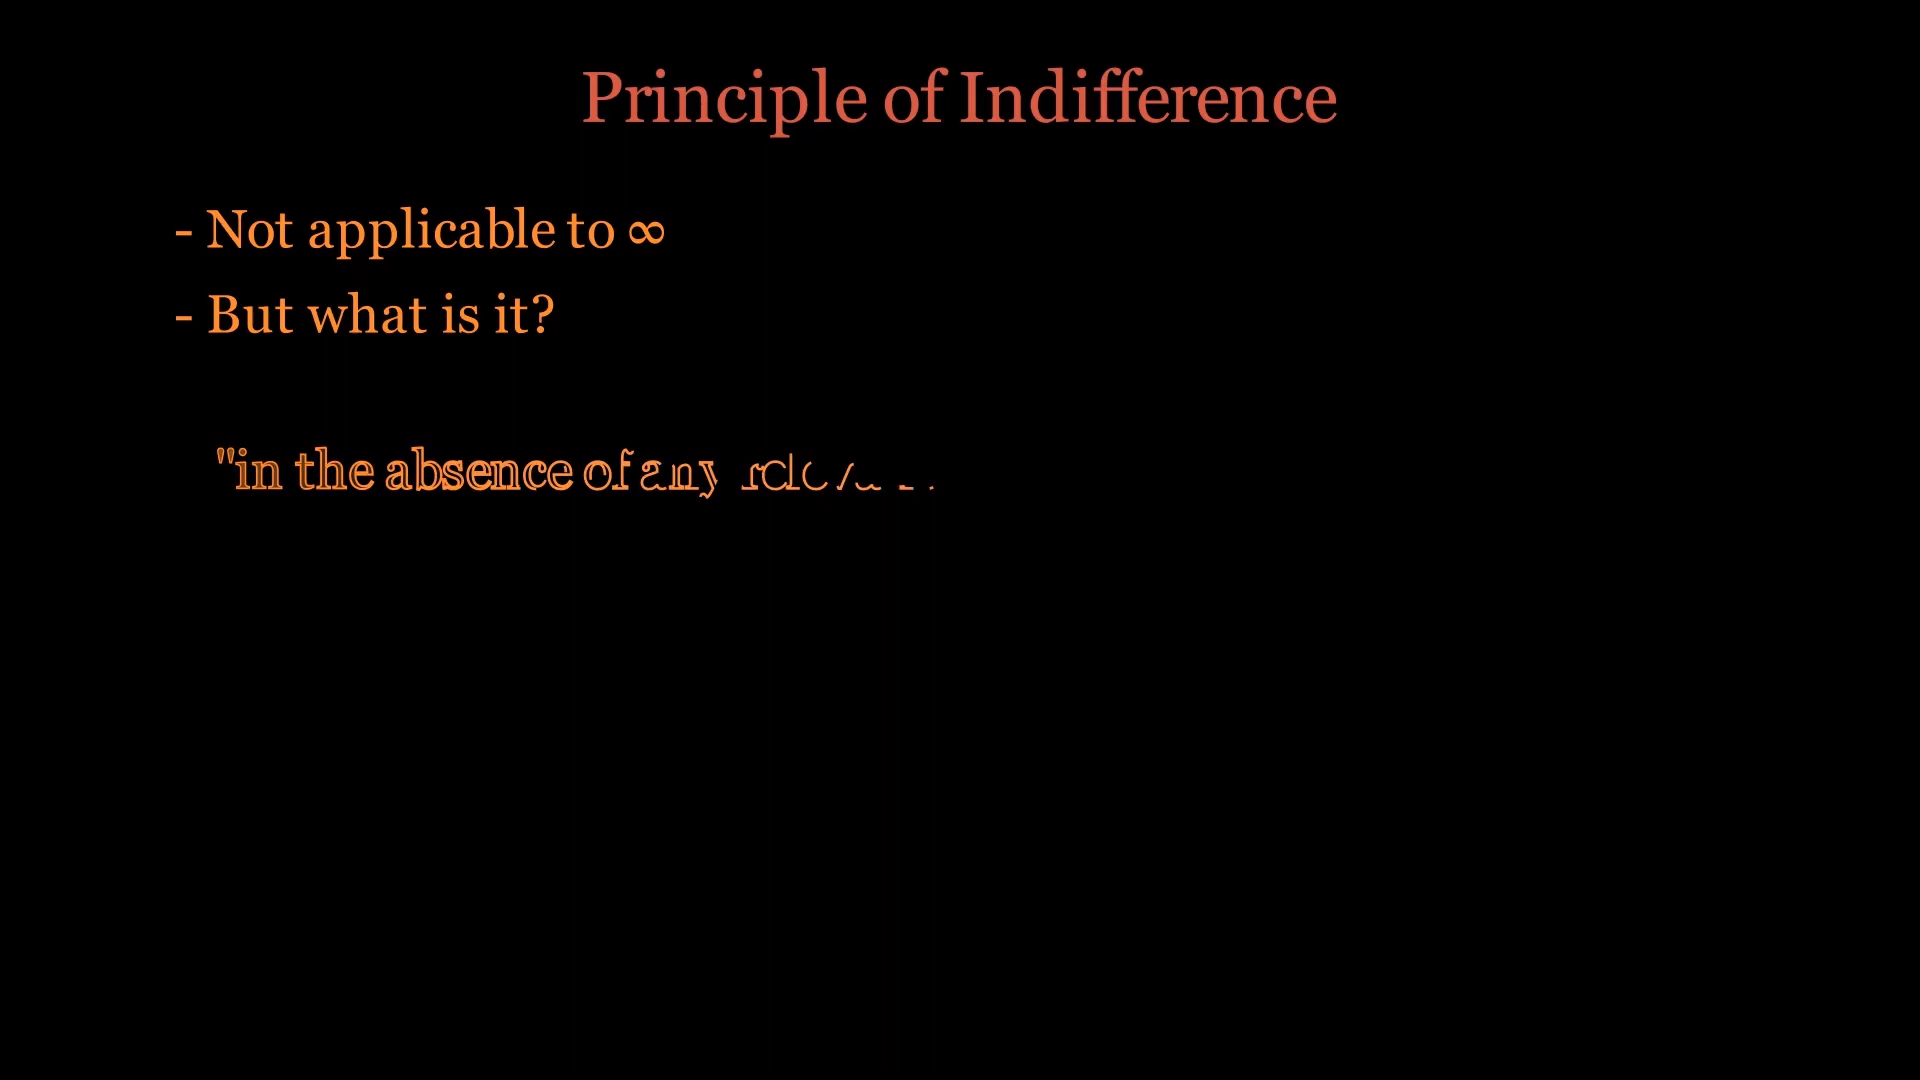 Principle of Indifference
- Not applicable to ∞
- But what is it?
"in the absence of any